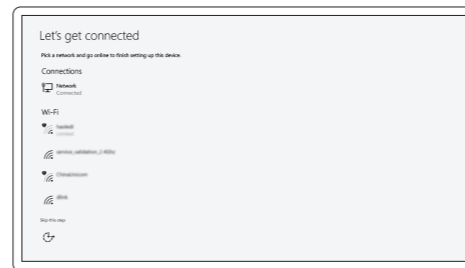 Let's get connected
Pick a network and go online to finish setting up this device.
Connections
Network
Connected
Wi-Fi
service_validation_2.4Ghz
ChinaUnicom
dlink
Skip this step